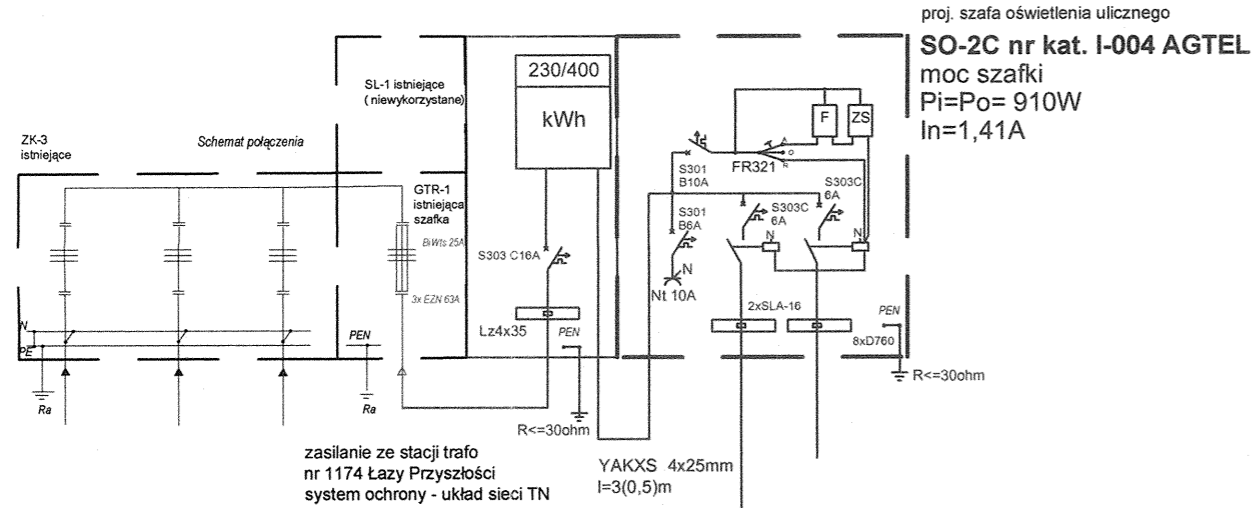 proj. szafa oświetlenia ulicznego
SO-2C nr kat. I-004 AGTEL
moc szafki
Pi=Po= 910W
In=1,41A
230/400
kWh
SL-1 istniejące
( niewykorzystane)
ZK-3
istniejące
Schemat połączenia
GTR-1
istniejąca
szafka
BiWts 25A
3x EZN 63A
S303 C16A
Lz4x35
PEN
R<=30ohm
N
PE
Ra
PEN
Ra
F
ZS
A
O
R
FR321
S301
B10A
S301
B6A
N
Nt 10A
S303C
6A
S303C
6A
N
N
2xSLA-16
PEN
8xD760
R<=30ohm
zasilanie ze stacji trafo
nr 1174 Łazy Przyszłości
system ochrony - układ sieci TN
YAKXS 4x25mm
l=3(0,5)m